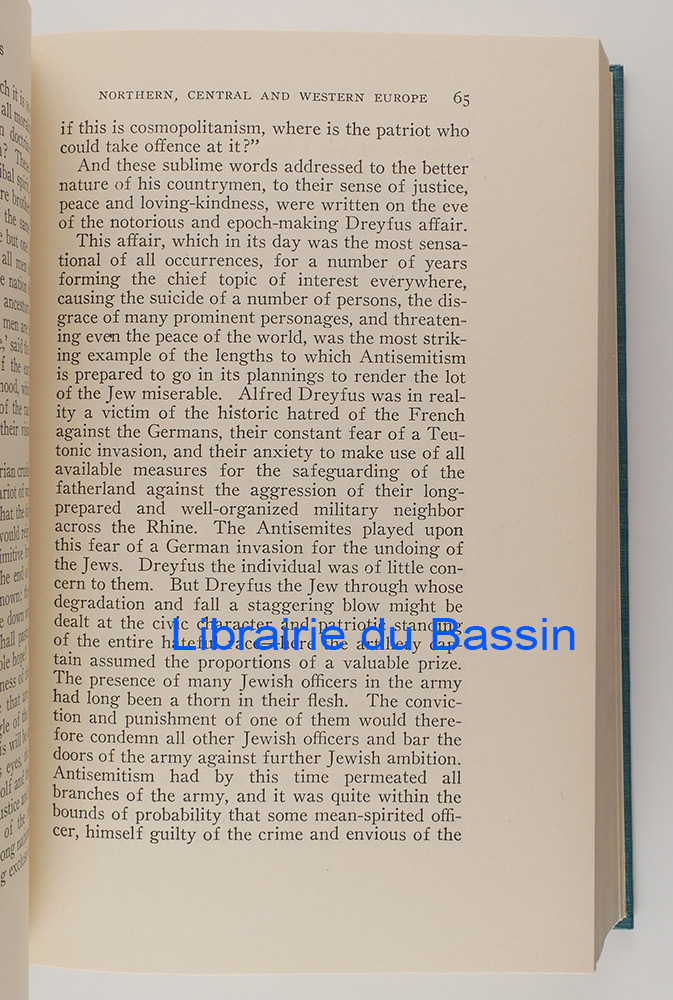 NORTHERN, CENTRAL AND WESTERN EUROPE 65
if this is cosmopolitanism, where is the patriot who
could take offence at it?"
And these sublime words addressed to the better
nature of his countrymen, to their sense of justice,
peace and loving-kindness, were written on the eve
of the notorious and epoch-making Dreyfus affair.
This affair, which in its day was the most sensa-
tional of all occurrences, for a number of years
forming the chief topic of interest everywhere,
causing the suicide of a number of persons, the dis-
grace of many prominent personages, and threaten-
ing even the peace of the world, was the most strik-
ing example of the lengths to which Antisemitism
is prepared to go in its plannings to render the lot
of the Jew miserable. Alfred Dreyfus was in real-
ity a victim of the historic hatred of the French
against the Germans, their constant fear of a Teu-
tonic invasion, and their anxiety to make use of all
available measures for the safeguarding of the
fatherland against the aggression of their long-
prepared and well-organized military neighbor
across the Rhine. The Antisemites played upon
this fear of a German invasion for the undoing of
the Jews. Dreyfus the individual was of little con-
cern to them. But Dreyfus the Jew through whose
degradation and fall a staggering blow might be
dealt at the civic character and patriotic standing
Librairie du Bassin
of the entire hateful race the artillery cap-
tain assumed the proportions of a valuable prize.
The presence of many Jewish officers in the army
had long been a thorn in their flesh. The convic-
tion and punishment of one of them would there-
fore condemn all other Jewish officers and bar the
doors of the army against further Jewish ambition.
Antisemitism had by this time permeated all
branches of the army, and it was quite within the
bounds of probability that some mean-spirited offi-
cer, himself guilty of the crime and envious of the